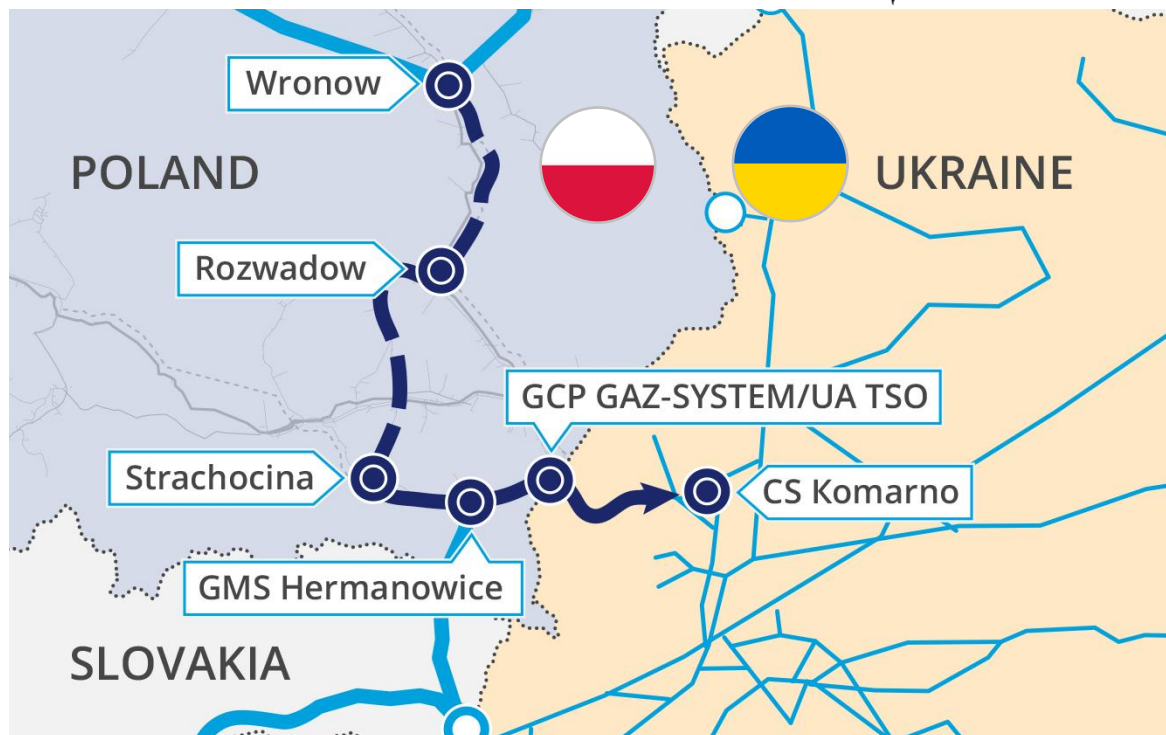 Wronow
POLAND
UKRAINE
Rozwadow
GCP GAZ-SYSTEM/UA TSO
Strachocina
CS Komarno
GMS Hermanowice
SLOVAKIA